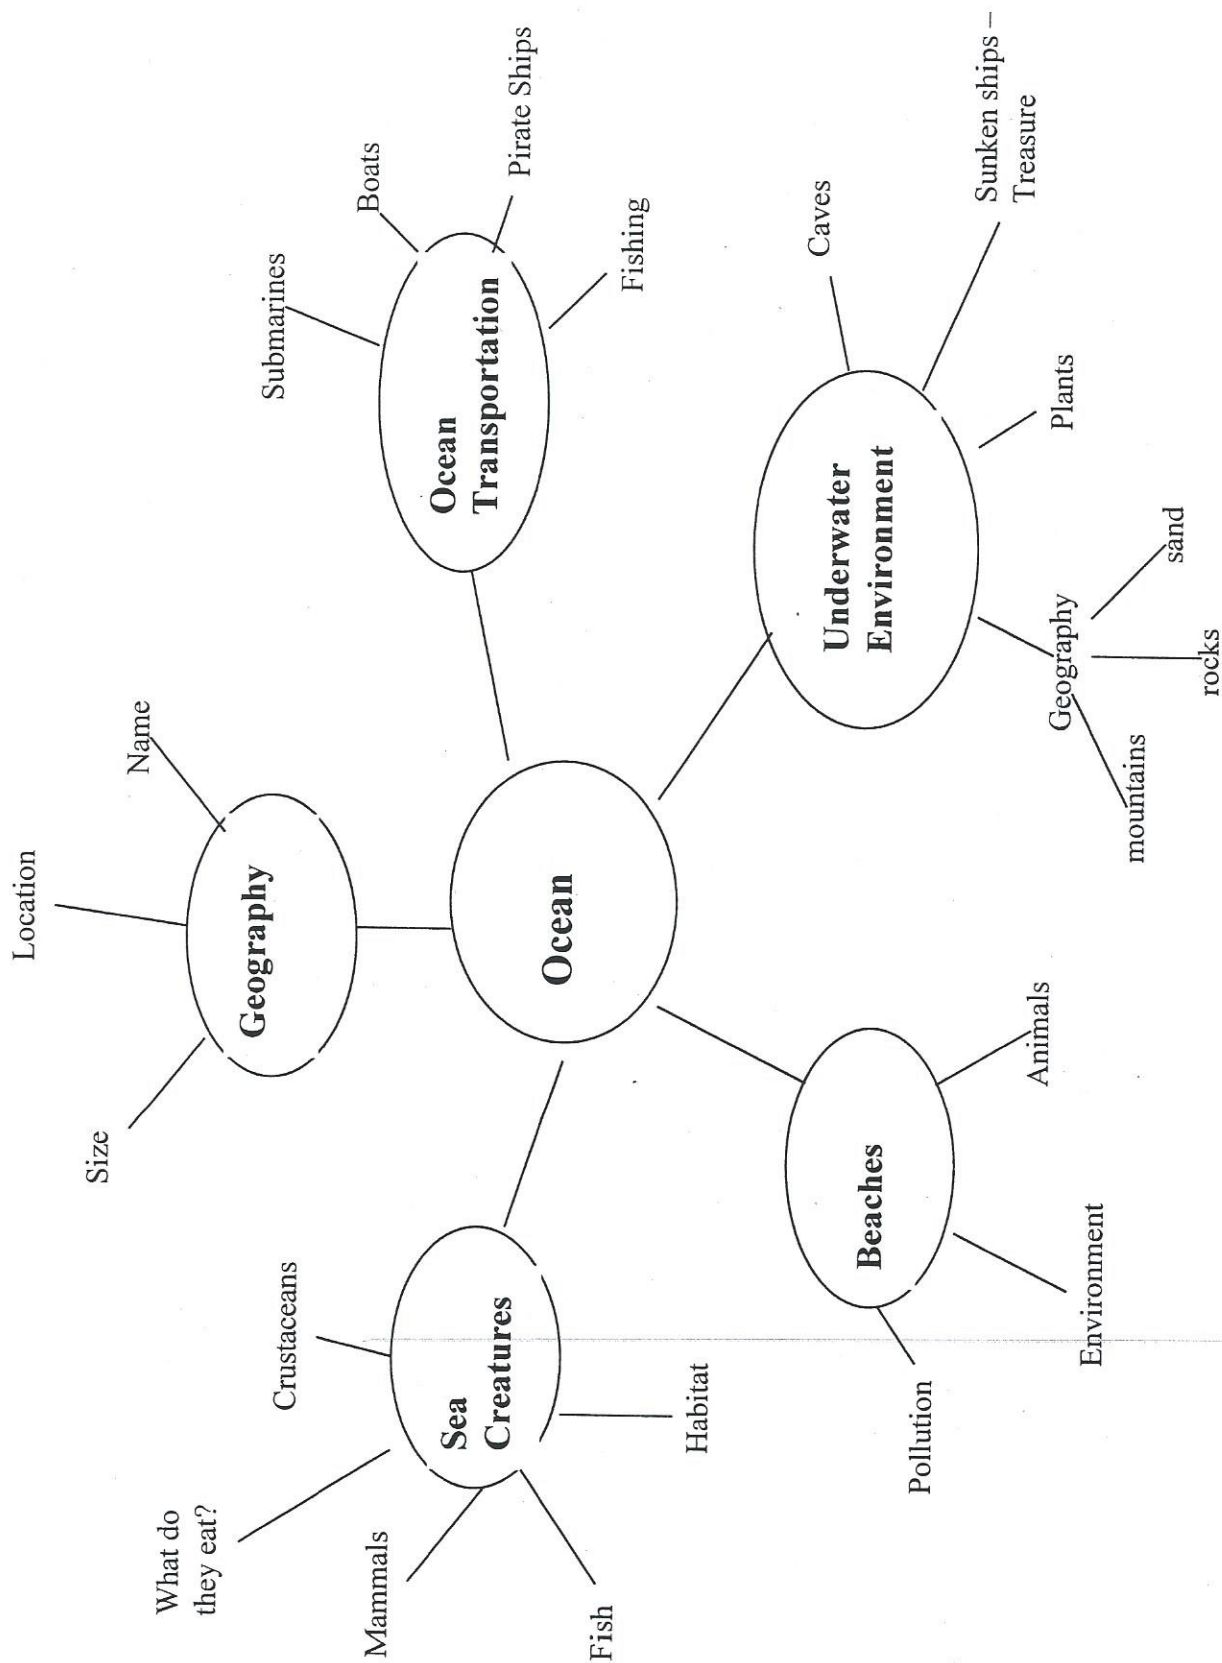 Location
Size
Name
Geography
What do
they eat?
Crustaceans
Submarines
Boats
Mammals
Sea
Creatures
Ocean
Transportation
Pirate Ships
Fish
Habitat
Ocean
Fishing
Pollution
Beaches
Underwater
Environment
Caves
Environment
Animals
Geography
Plants
Sunken ships –
Treasure
mountains
rocks
sand